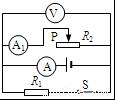 V
A₁ P R₂
A
R₁ S